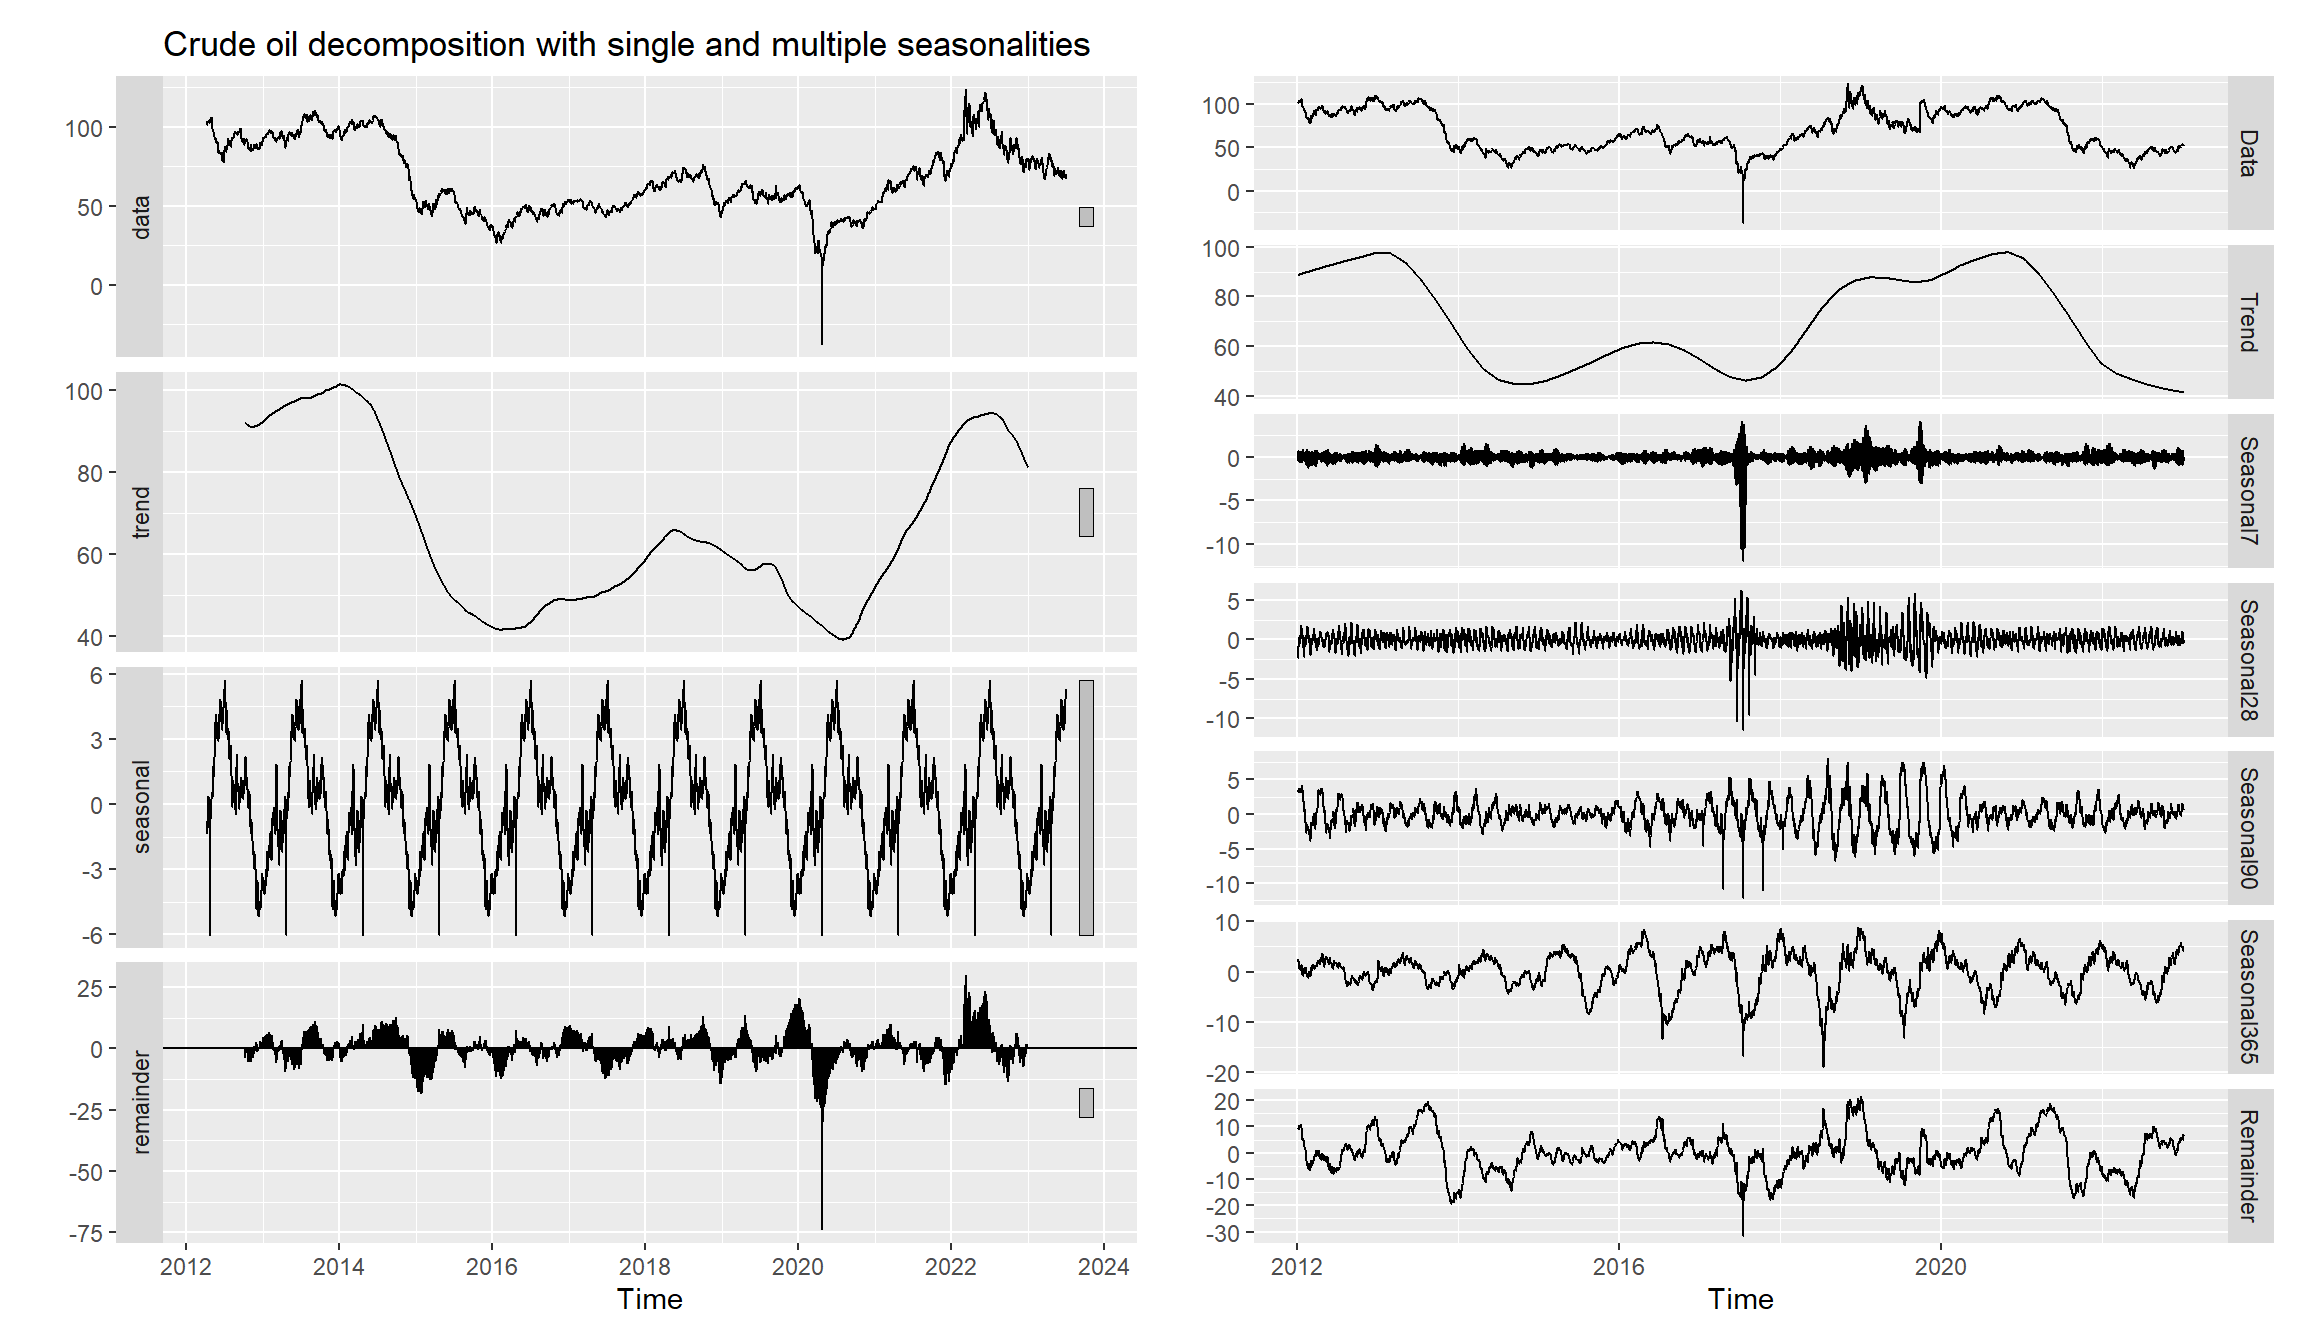 Crude oil decomposition with single and multiple seasonalities
data
100
50
0
trend
100
80
60
40
seasonal
6
3
0
-3
-6
remainder
25
0
-25
-50
-75
2012 2014 2016 2018 2020 2022 2024
Time
100
50
0
Data
100
80
60
40
Trend
0
-5
-10
Seasonal7
5
0
-5
-10
Seasonal28
5
0
-5
-10
Seasonal90
10
0
-10
-20
Seasonal365
20
10
0
-10
-20
-30
Remainder
2012 2016 2020
Time